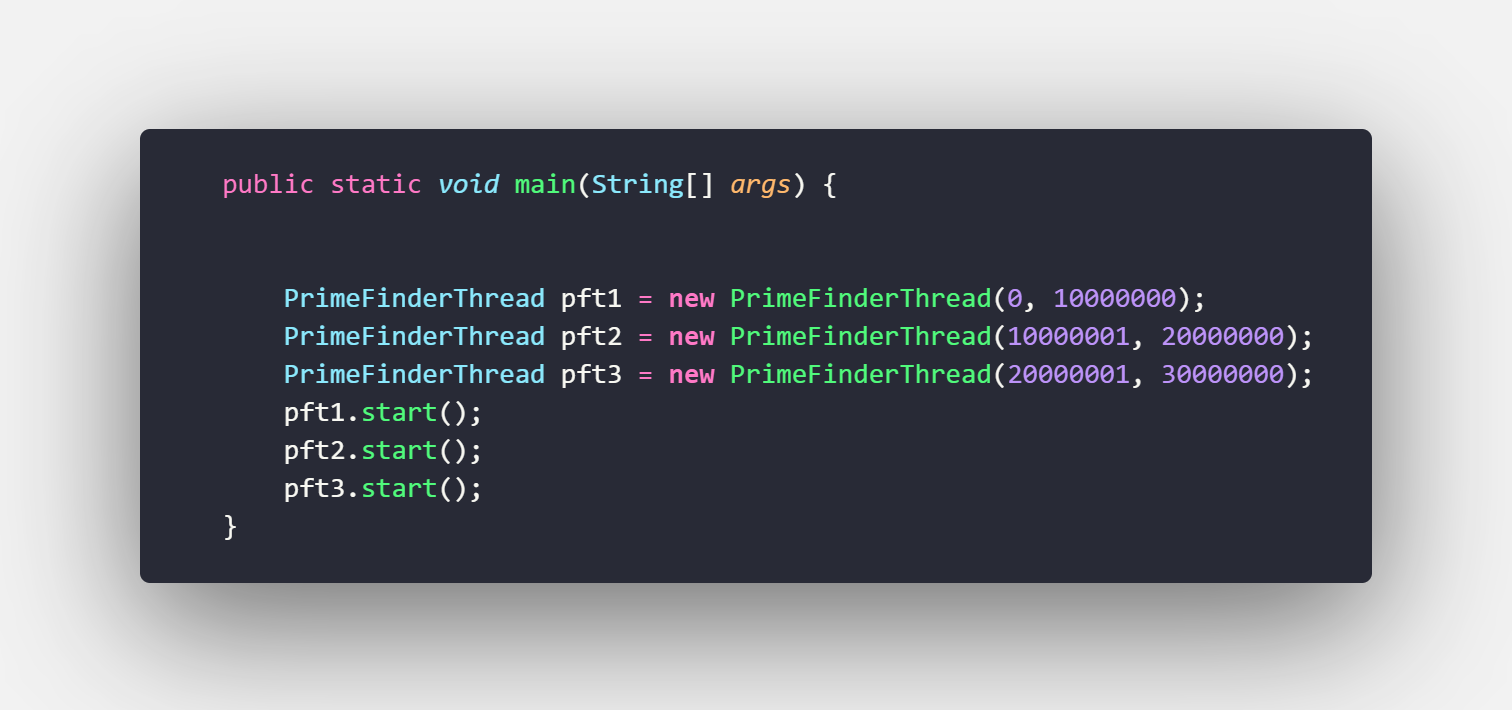 public static void main(String[] args) {
PrimeFinderThread pft1 = new PrimeFinderThread(0, 10000000);
PrimeFinderThread pft2 = new PrimeFinderThread(10000001, 20000000);
PrimeFinderThread pft3 = new PrimeFinderThread(20000001, 30000000);
pft1.start();
pft2.start();
pft3.start();
}